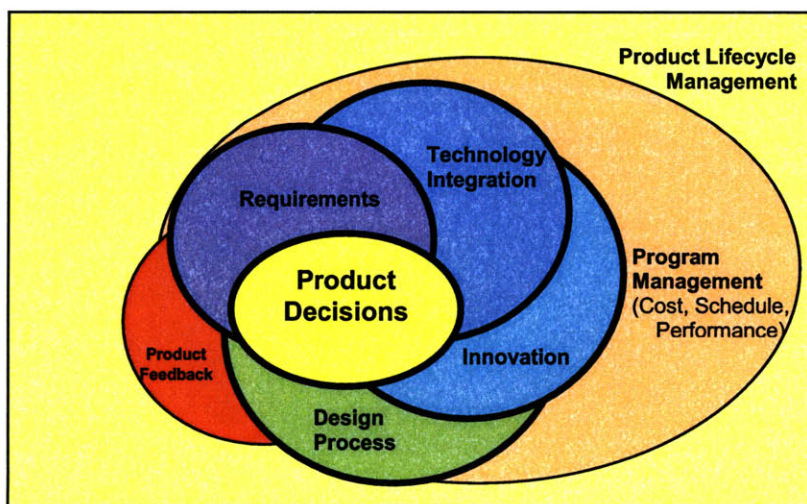 Product Lifecycle
Management
Technology
Integration
Requirements
Program
Management
(Cost, Schedule,
Performance)
Product
Decisions
Innovation
Product
Feedback
Design
Process